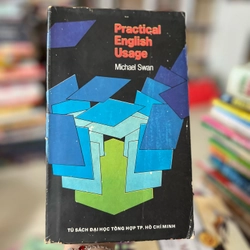 Practical
English
Usage
Michael Swan
TỦ SÁCH ĐẠI HỌC TỔNG HỢP TP. HỒ CHÍ MINH